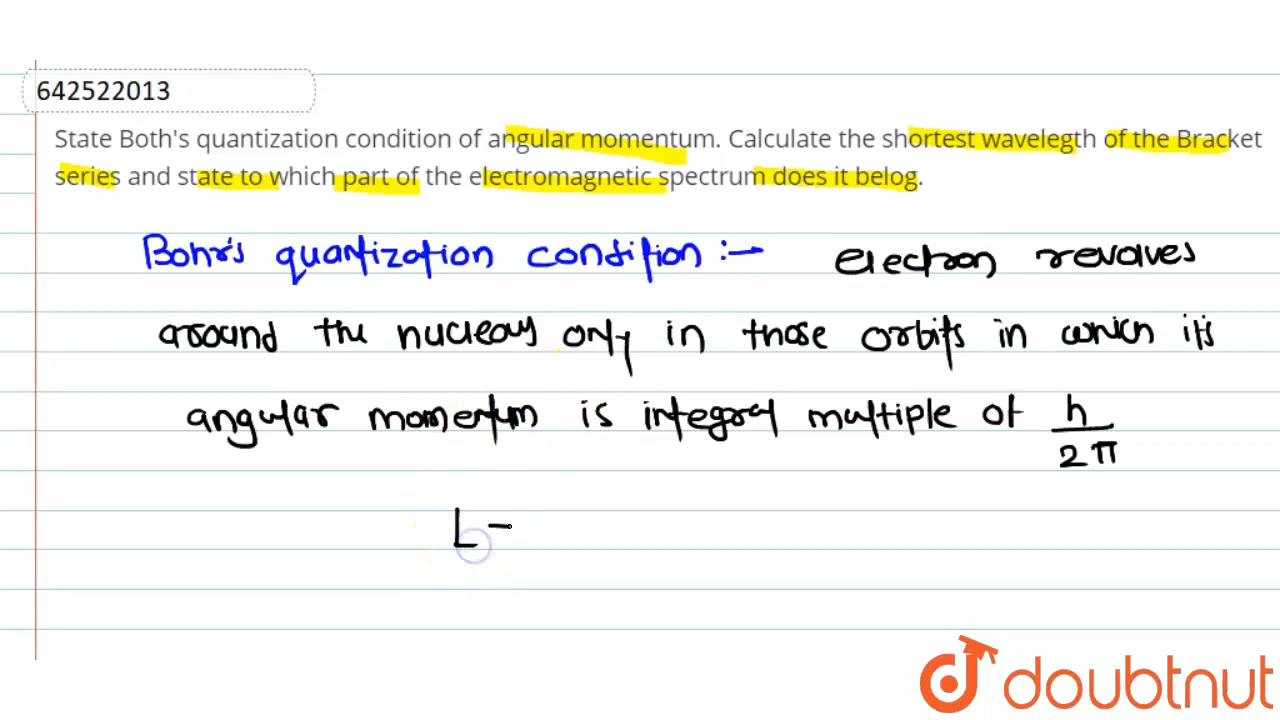 642522013
State Both's quantization condition of angular momentum. Calculate the shortest wavelegth of the Bracket
series and state to which part of the electromagnetic spectrum does it belog.
Bohr's quantization condition :- electron revolves
around the nucleous only in those orbits in which it's
angular momentum is integral multiple of h/2π
L =
doubtnut